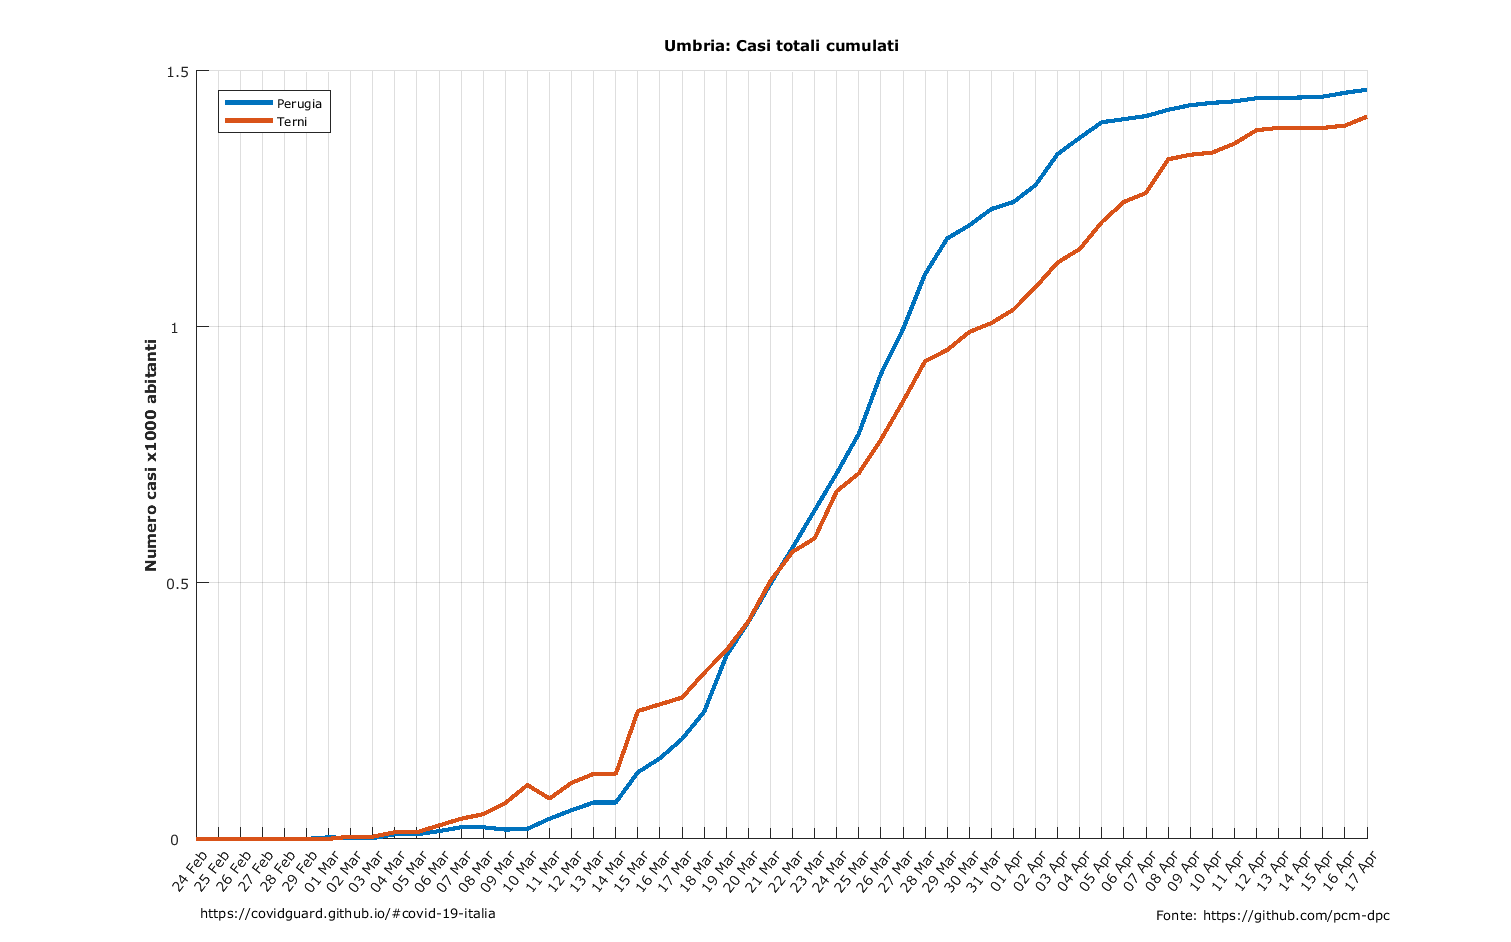 Umbria: Casi totali cumulati
Perugia
Terni
Numero casi x1000 abitanti
1.5
1
0.5
0
24 Feb
25 Feb
26 Feb
27 Feb
28 Feb
29 Feb
01 Mar
02 Mar
03 Mar
04 Mar
05 Mar
06 Mar
07 Mar
08 Mar
09 Mar
10 Mar
11 Mar
12 Mar
13 Mar
14 Mar
15 Mar
16 Mar
17 Mar
18 Mar
19 Mar
20 Mar
21 Mar
22 Mar
23 Mar
24 Mar
25 Mar
26 Mar
27 Mar
28 Mar
29 Mar
30 Mar
31 Mar
01 Apr
02 Apr
03 Apr
04 Apr
05 Apr
06 Apr
07 Apr
08 Apr
09 Apr
10 Apr
11 Apr
12 Apr
13 Apr
14 Apr
15 Apr
16 Apr
17 Apr
https://covidguard.github.io/#covid-19-italia
Fonte: https://github.com/pcm-dpc